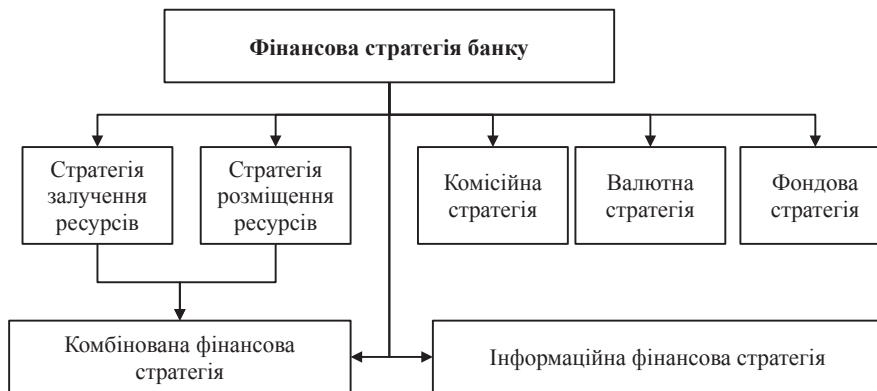 Фінансова стратегія банку
Стратегія
залучення
ресурсів
Стратегія
розміщення
ресурсів
Комісійна
стратегія
Валютна
стратегія
Фондова
стратегія
Комбінована фінансова
стратегія
Інформаційна фінансова стратегія